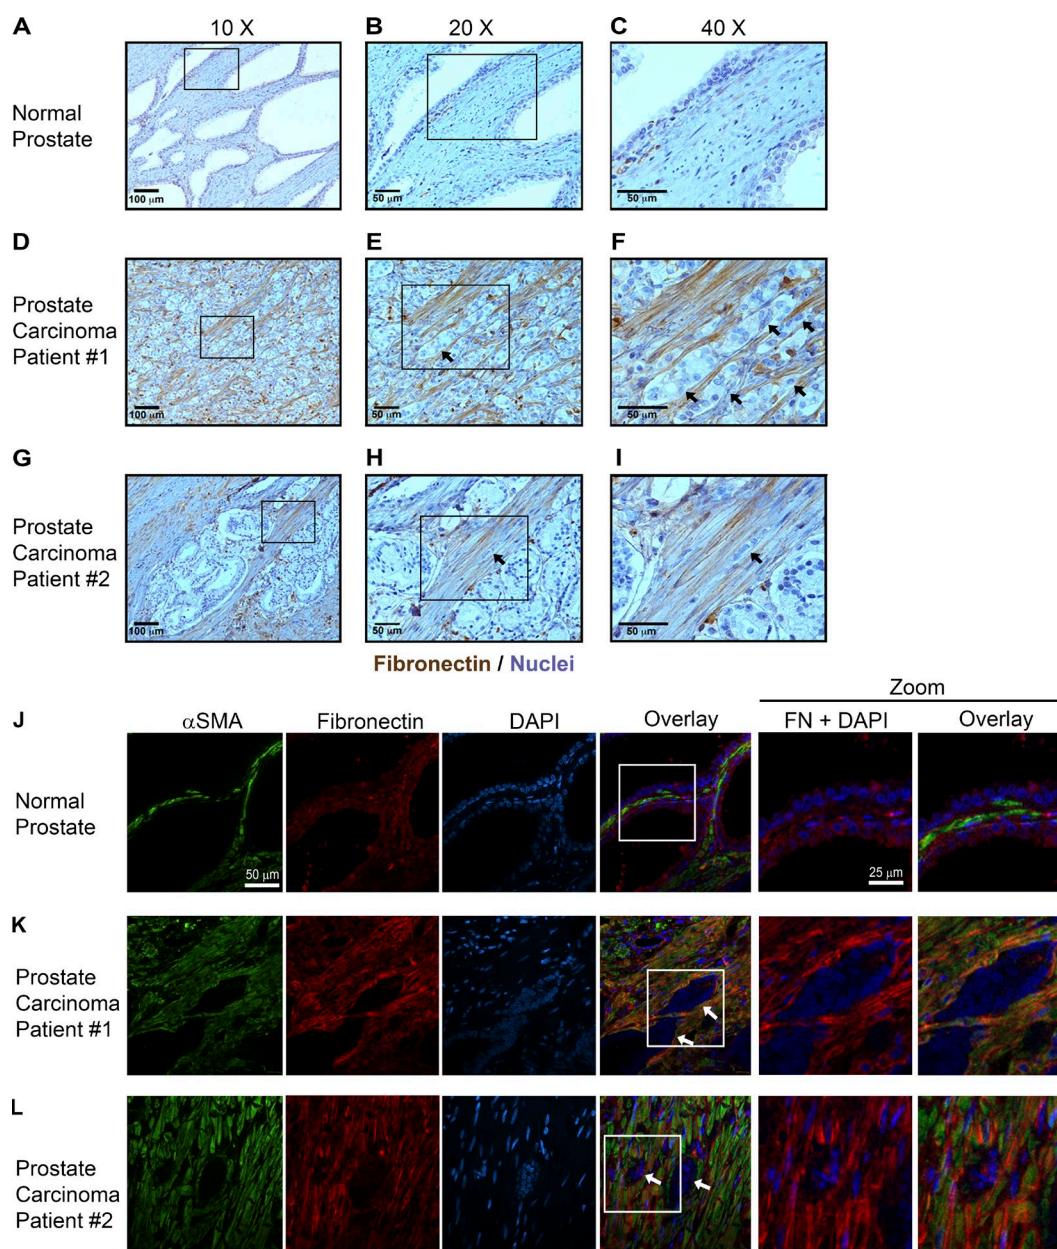 A 10 X B 20 X C 40 X
Normal
Prostate
100 μm 50 μm 50 μm
D E F
Prostate
Carcinoma
Patient #1
100 μm 50 μm 50 μm
G H I
Prostate
Carcinoma
Patient #2
100 μm 50 μm 50 μm
Fibronectin / Nuclei
Zoom
J αSMA Fibronectin DAPI Overlay FN + DAPI Overlay
Normal
Prostate
50 μm 25 μm
K
Prostate
Carcinoma
Patient #1
L
Prostate
Carcinoma
Patient #2